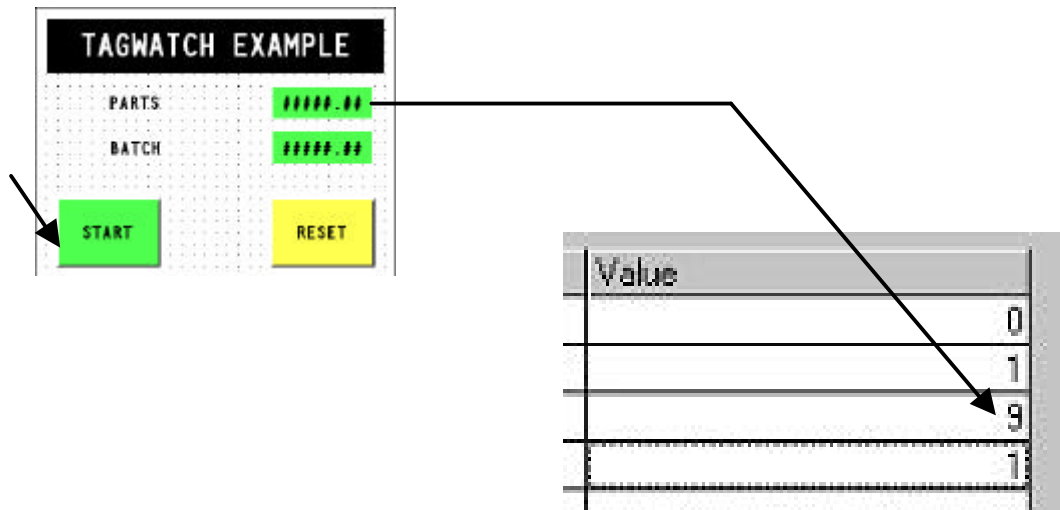 TAGWATCH EXAMPLE
PARTS #####.##
BATCH #####.##
START RESET
Value
0
1
9
1